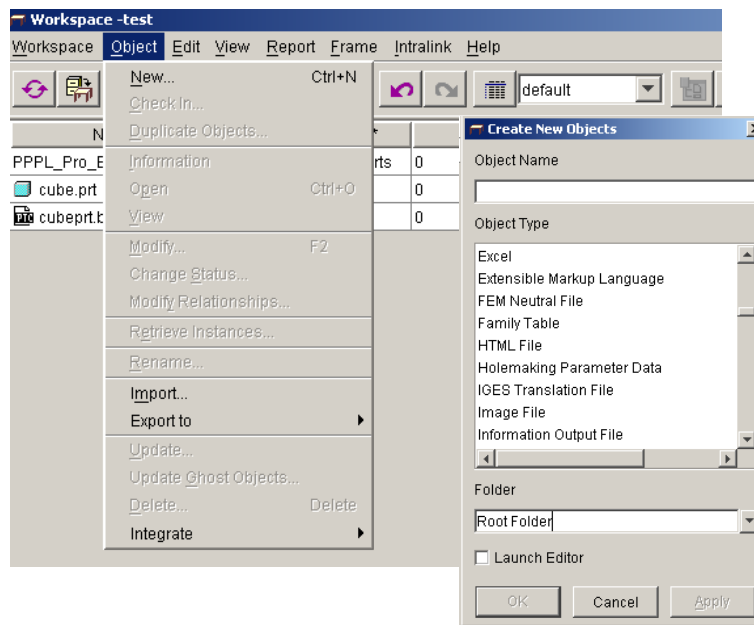 Workspace -test
Workspace Object Edit View Report Frame Intralink Help
default
New... Ctrl+N
Check In...
Duplicate Objects...
Information
Open Ctrl+O
View
Modify... F2
Change Status...
Modify Relationships...
Retrieve Instances...
Rename...
Import...
Export to
Update...
Update Ghost Objects...
Delete... Delete
Integrate
N
PPPL_Pro_E rts 0
cube.prt 0
cubeprt.b 0
Create New Objects
Object Name
Object Type
Excel
Extensible Markup Language
FEM Neutral File
Family Table
HTML File
Holemaking Parameter Data
IGES Translation File
Image File
Information Output File
Folder
Root Folder
Launch Editor
OK Cancel Apply